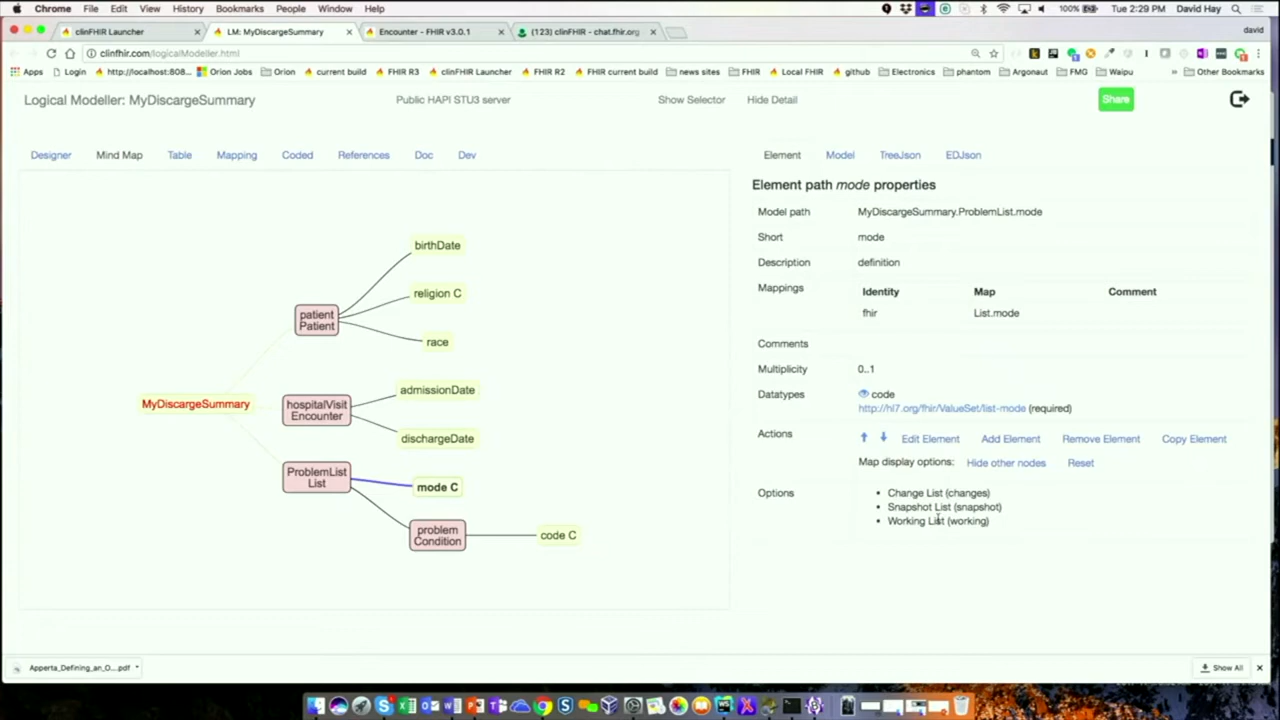 Chrome File Edit View History Bookmarks People Window Help 100% Tue 2:29 PM David Hay
clinFHIR Launcher LM: MyDiscargeSummary Encounter - FHIR v3.0.1 (123) clinFHIR - chat.fhir.org david
clinfhir.com/logicalModeller.html
Apps Login http://localhost:808... Orion Jobs Orion current build FHIR R3 clinFHIR Launcher FHIR R2 FHIR current build news sites FHIR Local FHIR github Electronics phantom Argonaut FMG Waipu » Other Bookmarks
Logical Modeller: MyDiscargeSummary Public HAPI STU3 server Show Selector Hide Detail Share
Designer Mind Map Table Mapping Coded References Doc Dev
Element Model TreeJson EDJson
Element path mode properties
Model path MyDiscargeSummary.ProblemList.mode
Short mode
Description definition
Mappings Identity Map Comment
fhir List.mode
Comments
Multiplicity 0..1
Datatypes code
http://hl7.org/fhir/ValueSet/list-mode (required)
Actions Edit Element Add Element Remove Element Copy Element
Map display options: Hide other nodes Reset
Options • Change List (changes)
• Snapshot List (snapshot)
• Working List (working)
MyDiscargeSummary
patient
Patient
birthDate
religion C
race
hospitalVisit
Encounter
admissionDate
dischargeDate
ProblemList
List
mode C
problem
Condition
code C
Apperta_Defining_an_O....pdf Show All